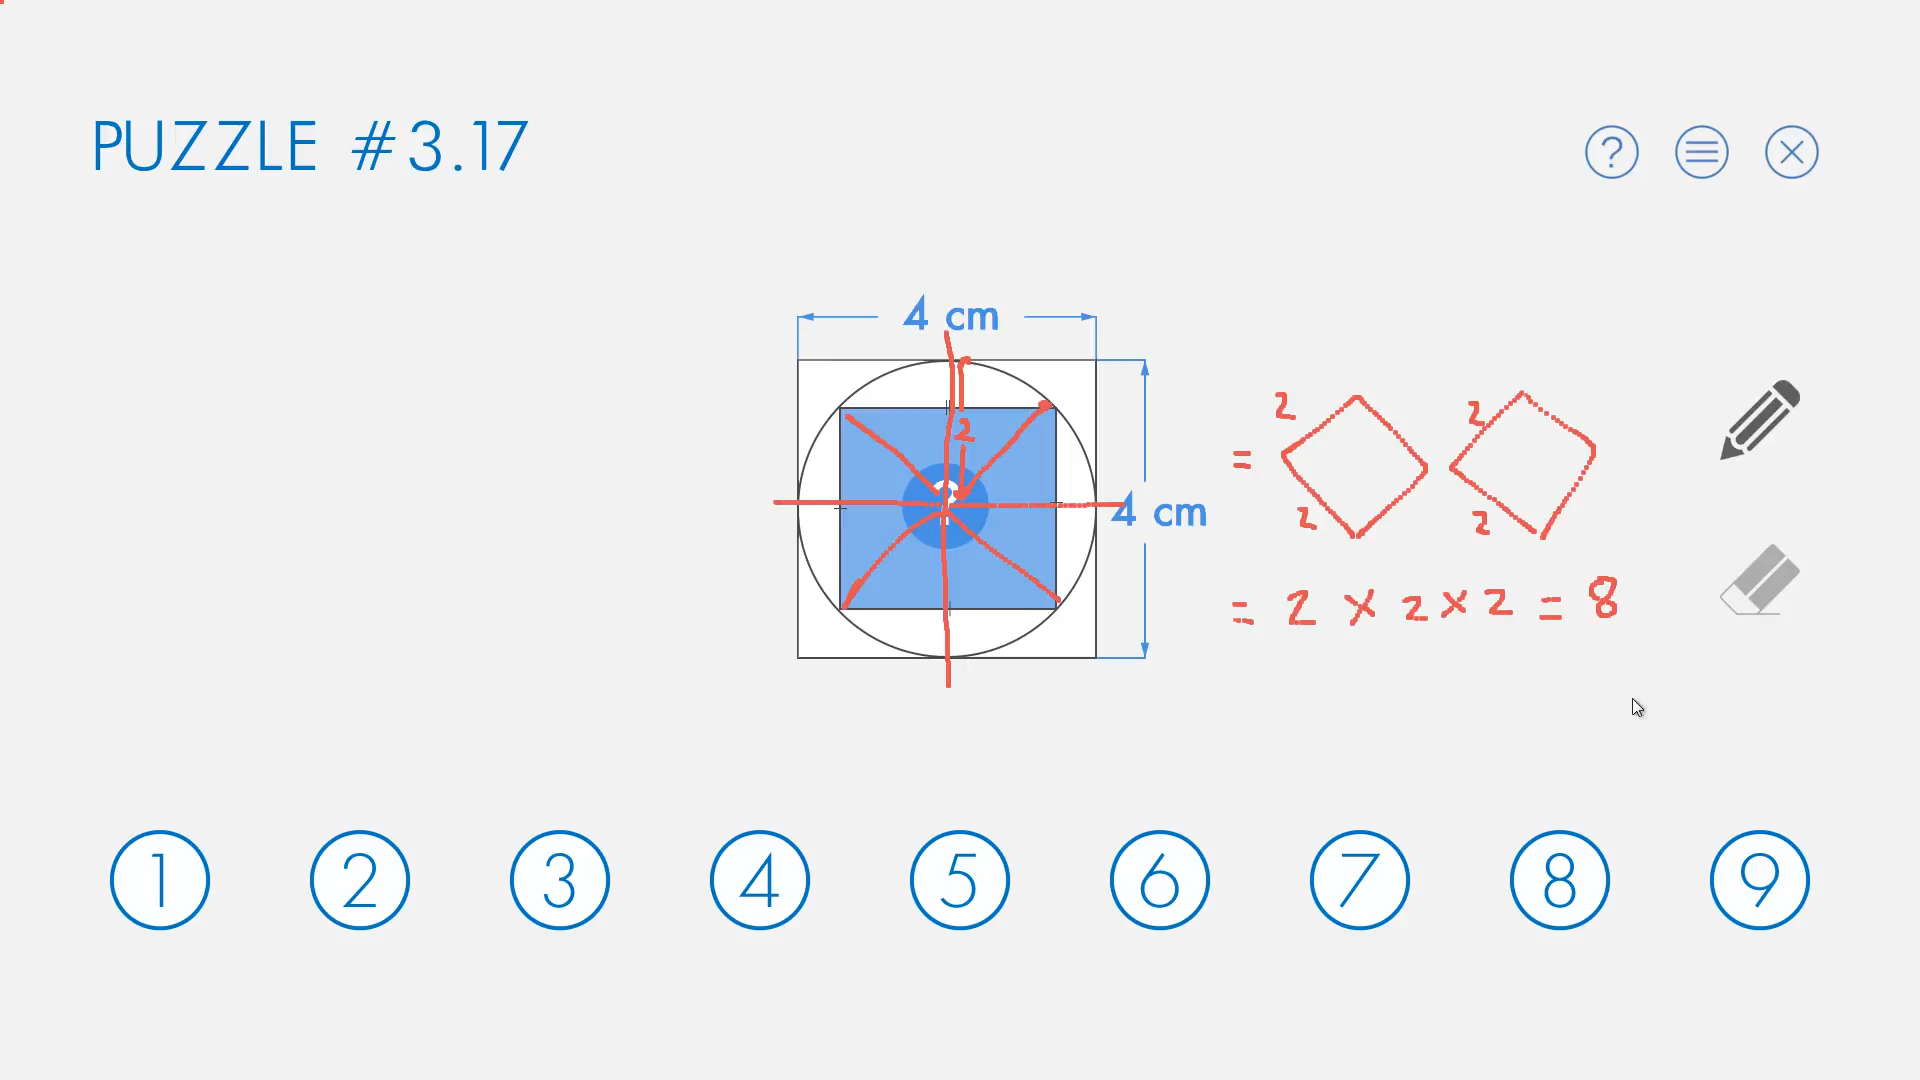 PUZZLE #3.17
?
4 cm
2
?
4 cm
2 2
=
2 2
= 2 × 2 × 2 = 8
1 2 3 4 5 6 7 8 9